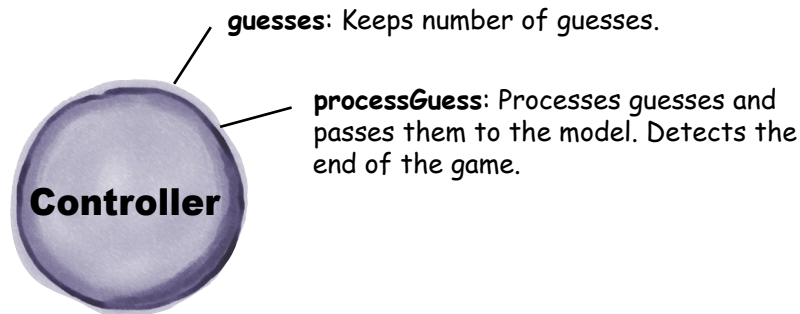 guesses: Keeps number of guesses.
processGuess: Processes guesses and
passes them to the model. Detects the
end of the game.
Controller